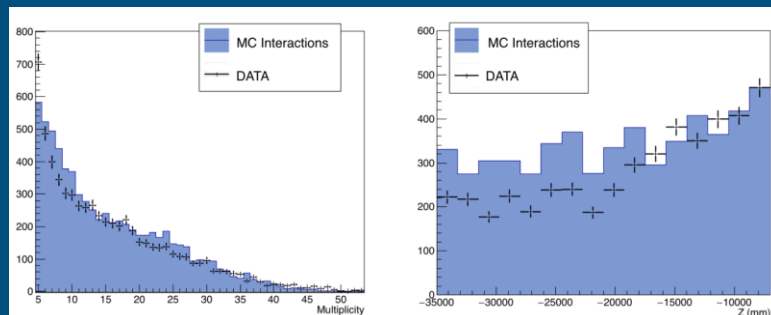 800
700
600
500
400
300
200
100
0
5 10 15 20 25 30 35 40 45 50
Multiplicity
MC Interactions
DATA
600
500
400
300
200
100
0
−35000 −30000 −25000 −20000 −15000 −10000
Z (mm)
MC Interactions
DATA